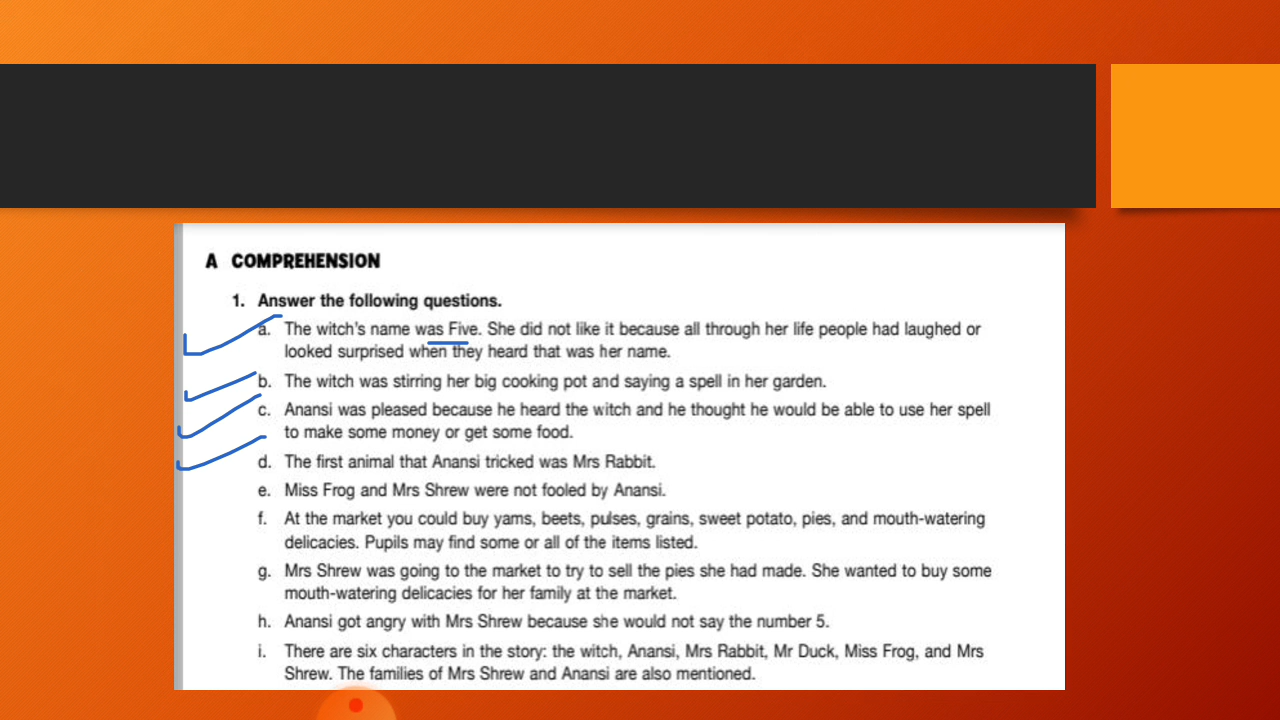 A COMPREHENSION
1. Answer the following questions.
a. The witch's name was Five. She did not like it because all through her life people had laughed or
looked surprised when they heard that was her name.
b. The witch was stirring her big cooking pot and saying a spell in her garden.
c. Anansi was pleased because he heard the witch and he thought he would be able to use her spell
to make some money or get some food.
d. The first animal that Anansi tricked was Mrs Rabbit.
e. Miss Frog and Mrs Shrew were not fooled by Anansi.
f. At the market you could buy yams, beets, pulses, grains, sweet potato, pies, and mouth-watering
delicacies. Pupils may find some or all of the items listed.
g. Mrs Shrew was going to the market to try to sell the pies she had made. She wanted to buy some
mouth-watering delicacies for her family at the market.
h. Anansi got angry with Mrs Shrew because she would not say the number 5.
i. There are six characters in the story: the witch, Anansi, Mrs Rabbit, Mr Duck, Miss Frog, and Mrs
Shrew. The families of Mrs Shrew and Anansi are also mentioned.